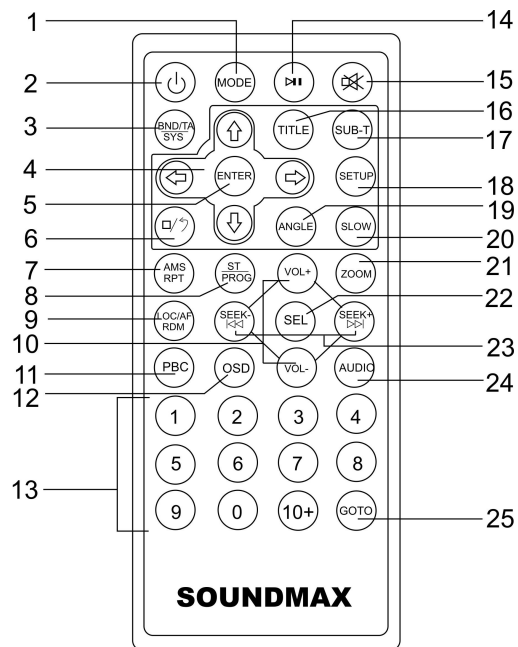 1
14
2
MODE
15
3
BND/TA
SYS
TITLE
SUB-T
16
17
4
ENTER
SETUP
18
5
19
6
ANGLE
SLOW
20
7
AMS
RPT
ST
PROG
VOL+
ZOOM
21
8
22
9
LOC/AF
RDM
SEEK-
SEL
SEEK+
23
10
11
PBC
OSD
VOL-
AUDIO
24
12
1
2
3
4
5
6
7
8
13
9
0
10+
GOTO
25
SOUNDMAX